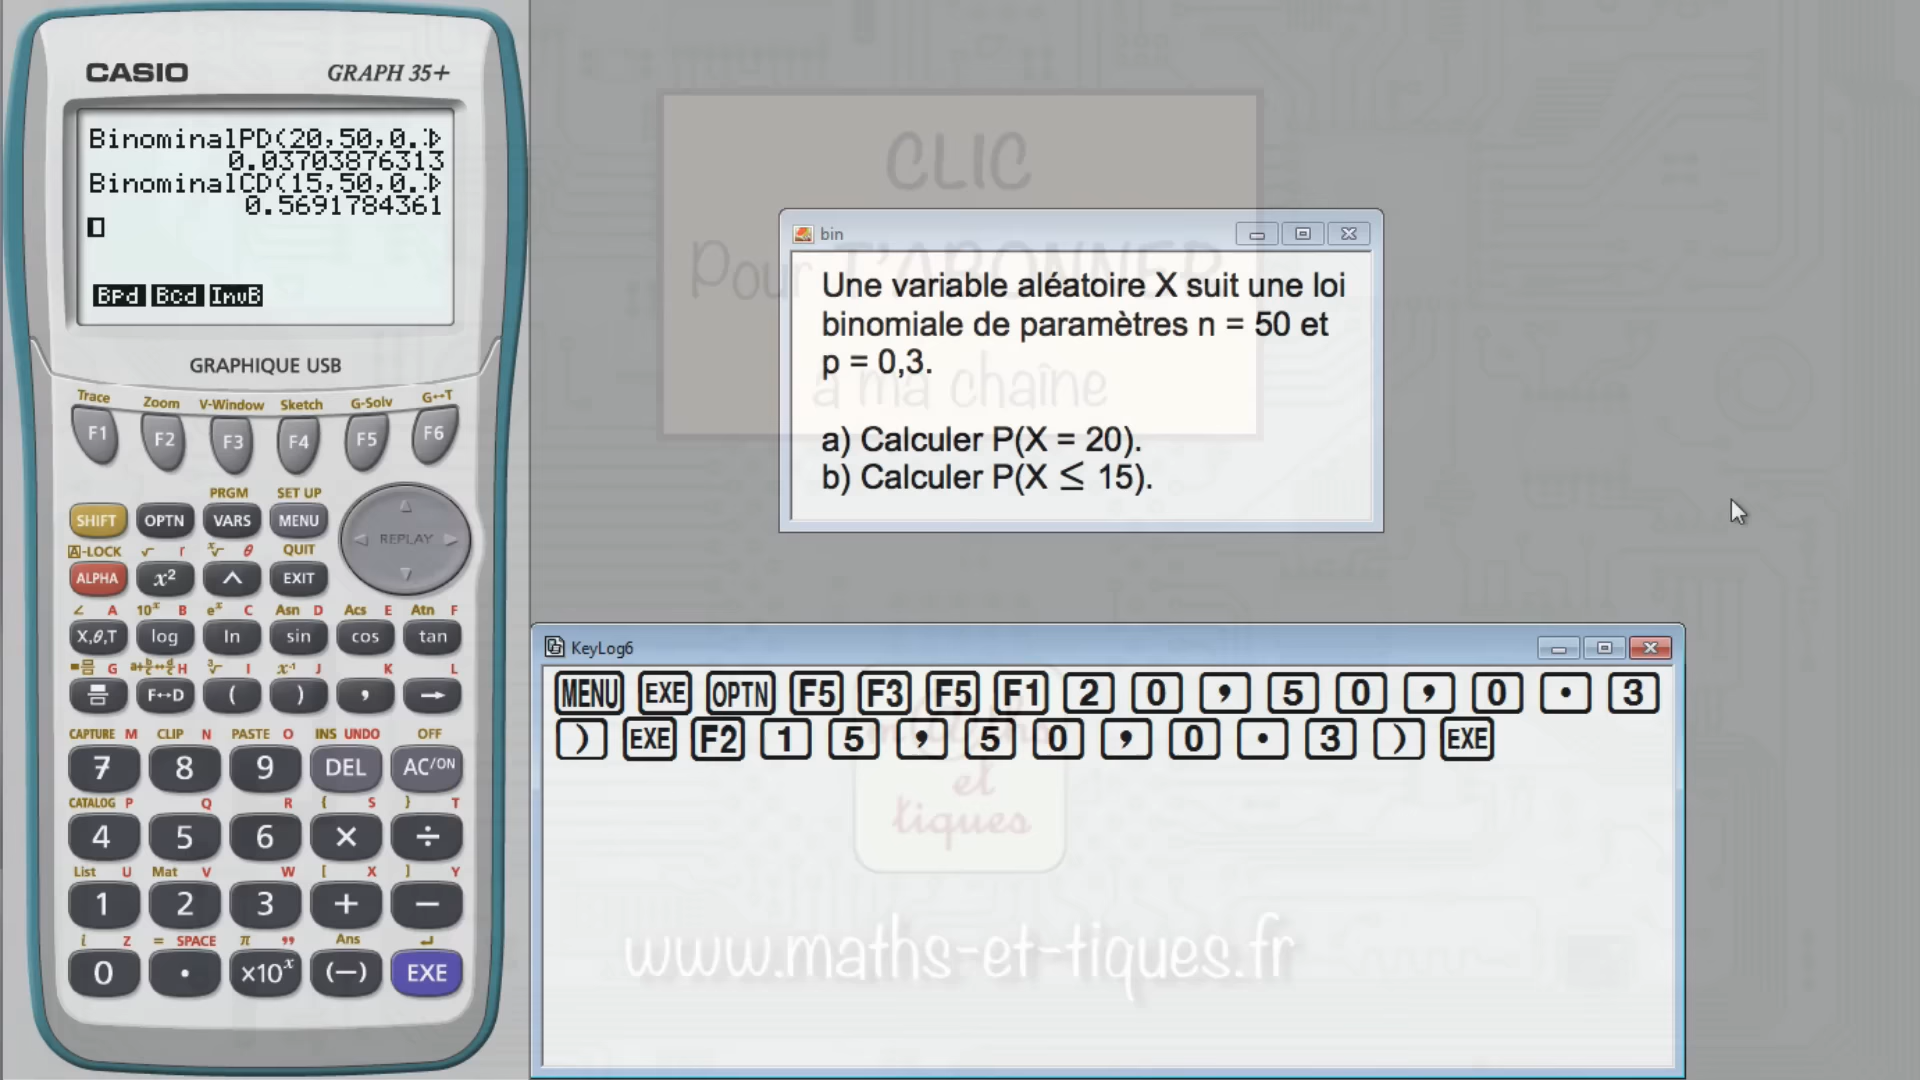 CASIO
GRAPH 35+
BinominalPD(20,50,0.
0.03703876313
BinominalCD(15,50,0.
0.5691784361
Bpd Bcd InvB
GRAPHIQUE USB
Trace Zoom V-Window Sketch G-Solv G↔T
F1 F2 F3 F4 F5 F6
PRGM SET UP
SHIFT OPTN VARS MENU
REPLAY
A-LOCK √ r ˣ√ θ QUIT
ALPHA x² ^ EXIT
∠ A 10ˣ B eˣ C Asn D Acs E Atn F
X,θ,T log ln sin cos tan
G a+b/c↔d/c H ³√ I x⁻¹ J K L
F↔D ( ) , →
CAPTURE M CLIP N PASTE O INS UNDO OFF
7 8 9 DEL AC/ON
CATALOG P Q R { S } T
4 5 6 × ÷
List U Mat V W [ X ] Y
1 2 3 + −
i Z = SPACE π " Ans ↵
0 . ×10ˣ (−) EXE
CLIC
Pour T'ABONNER
à ma chaîne
bin
Une variable aléatoire X suit une loi
binomiale de paramètres n = 50 et
p = 0,3.
a) Calculer P(X = 20).
b) Calculer P(X ≤ 15).
KeyLog6
MENU EXE OPTN F5 F3 F5 F1 2 0 , 5 0 , 0 . 3
) EXE F2 1 5 , 5 0 , 0 . 3 ) EXE
et
tiques
www.maths-et-tiques.fr